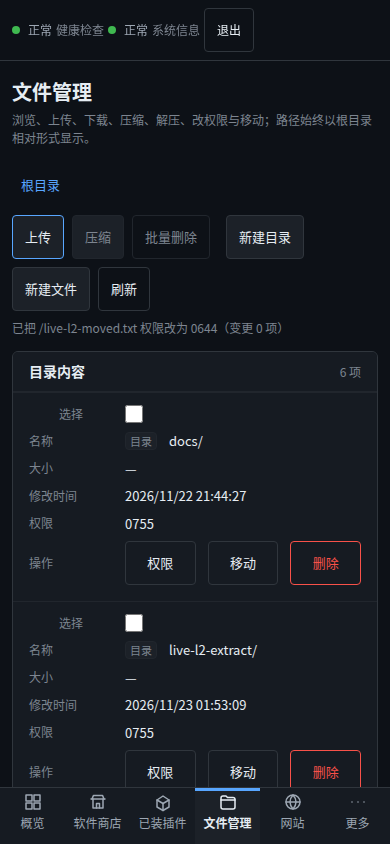 正常 健康检查 正常 系统信息 退出
文件管理
浏览、上传、下载、压缩、解压、改权限与移动；路径始终以根目录
相对形式显示。
根目录
上传 压缩 批量删除 新建目录
新建文件 刷新
已把 /live-l2-moved.txt 权限改为 0644（变更 0 项）
目录内容 6 项
选择
名称 目录 docs/
大小 —
修改时间 2026/11/22 21:44:27
权限 0755
操作 权限 移动 删除
选择
名称 目录 live-l2-extract/
大小 —
修改时间 2026/11/23 01:53:09
权限 0755
操作 权限 移动 删除
概览 软件商店 已装插件 文件管理 网站 更多